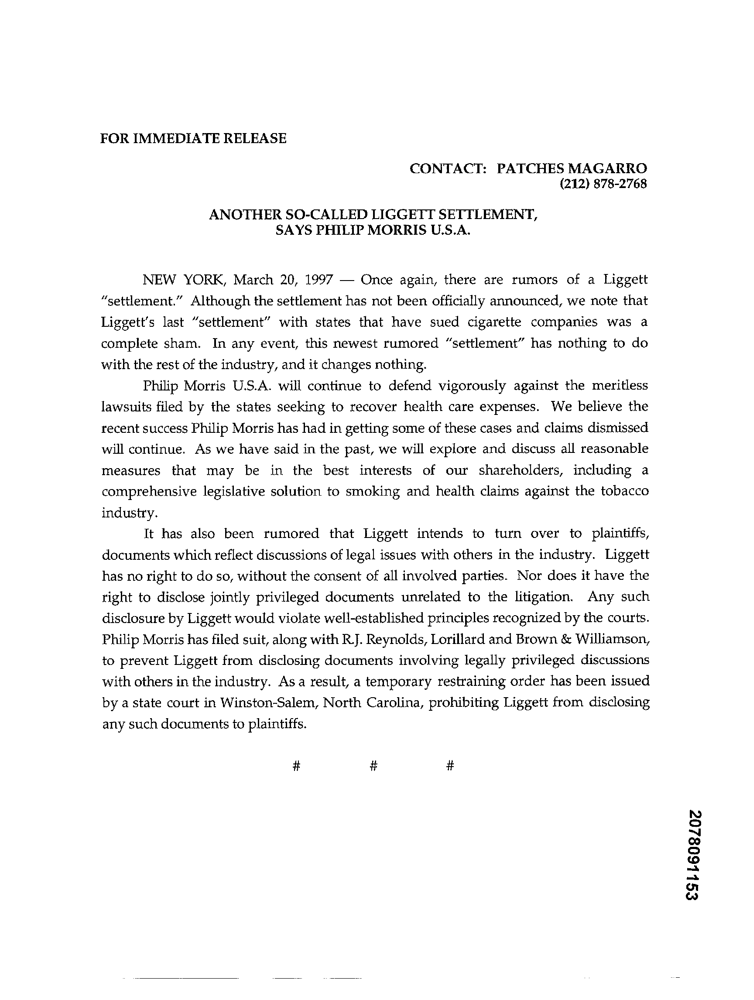 FOR IMMEDIATE RELEASE
CONTACT: PATCHES MAGARRO
(212) 878-2768
ANOTHER SO-CALLED LIGGETT SETTLEMENT,
SAYS PHILIP MORRIS U.S.A.
NEW YORK, March 20, 1997 — Once again, there are rumors of a Liggett
"settlement." Although the settlement has not been officially announced, we note that
Liggett's last "settlement" with states that have sued cigarette companies was a
complete sham. In any event, this newest rumored "settlement" has nothing to do
with the rest of the industry, and it changes nothing.
Philip Morris U.S.A. will continue to defend vigorously against the meritless
lawsuits filed by the states seeking to recover health care expenses. We believe the
recent success Philip Morris has had in getting some of these cases and claims dismissed
will continue. As we have said in the past, we will explore and discuss all reasonable
measures that may be in the best interests of our shareholders, including a
comprehensive legislative solution to smoking and health claims against the tobacco
industry.
It has also been rumored that Liggett intends to turn over to plaintiffs,
documents which reflect discussions of legal issues with others in the industry. Liggett
has no right to do so, without the consent of all involved parties. Nor does it have the
right to disclose jointly privileged documents unrelated to the litigation. Any such
disclosure by Liggett would violate well-established principles recognized by the courts.
Philip Morris has filed suit, along with R.J. Reynolds, Lorillard and Brown & Williamson,
to prevent Liggett from disclosing documents involving legally privileged discussions
with others in the industry. As a result, a temporary restraining order has been issued
by a state court in Winston-Salem, North Carolina, prohibiting Liggett from disclosing
any such documents to plaintiffs.
# # #
2078091153